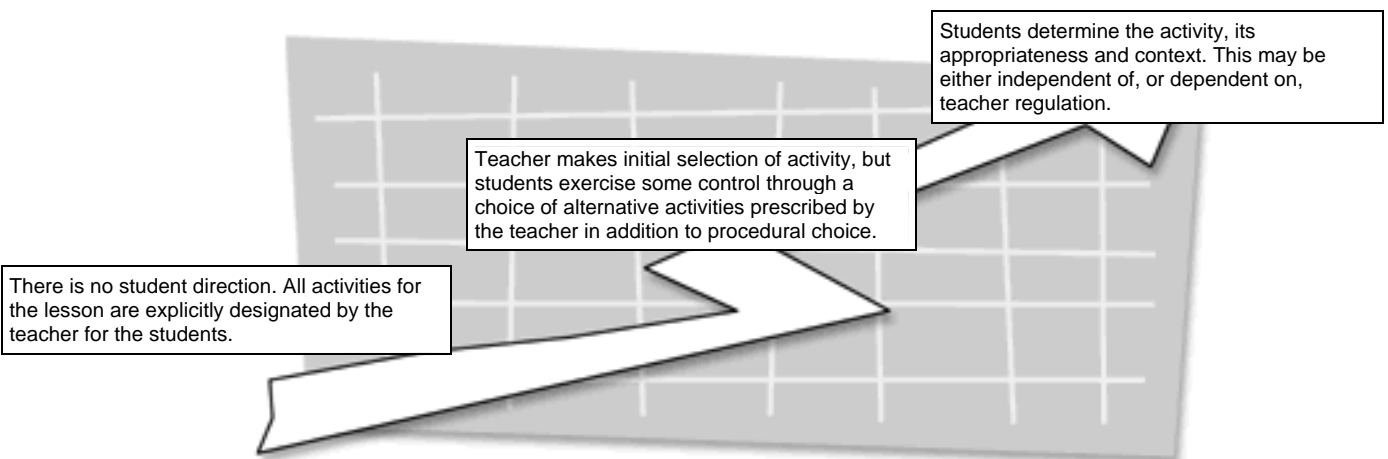 Students determine the activity, its
appropriateness and context. This may be
either independent of, or dependent on,
teacher regulation.
Teacher makes initial selection of activity, but
students exercise some control through a
choice of alternative activities prescribed by
the teacher in addition to procedural choice.
There is no student direction. All activities for
the lesson are explicitly designated by the
teacher for the students.